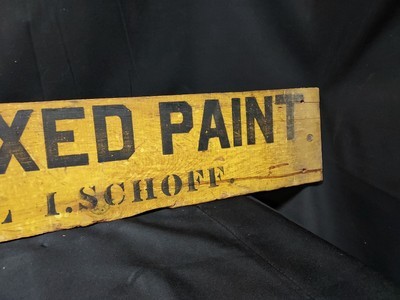 XED PAINT
L I.SCHOFF.